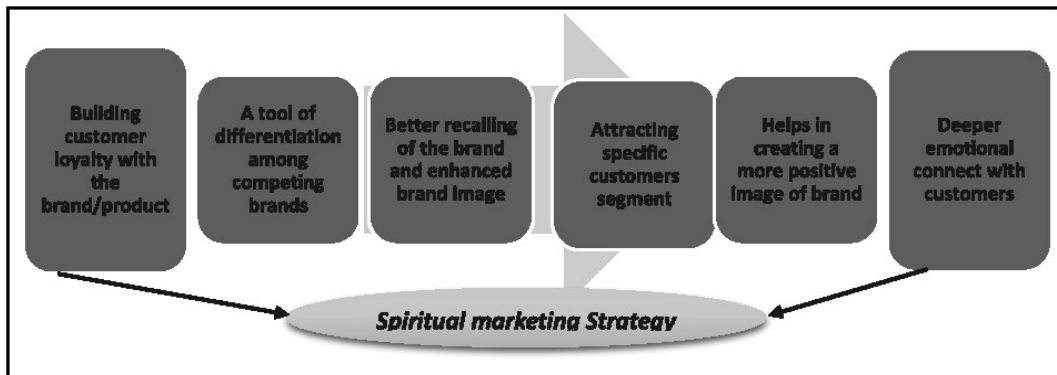 Building
customer
loyalty with
the
brand/product
A tool of
differentiation
among
competing
brands
Better recalling
of the brand
and enhanced
brand image
Attracting
specific
customers
segment
Helps in
creating a
more positive
image of brand
Deeper
emotional
connect with
customers
Spiritual marketing Strategy